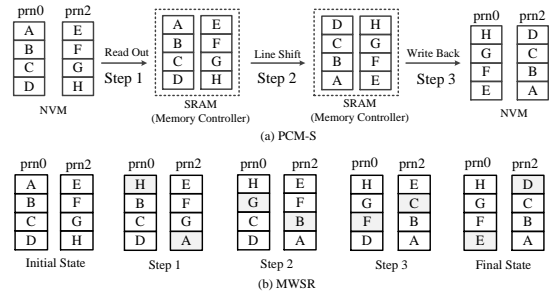 prn0 prn2 prn0 prn2
A E A E D H H D
B F Read Out B F Line Shift C G Write Back G C
C G C G B F F B
D H Step 1 D H Step 2 A E Step 3 E A
NVM SRAM SRAM NVM
(Memory Controller) (Memory Controller)
(a) PCM-S
prn0 prn2 prn0 prn2 prn0 prn2 prn0 prn2 prn0 prn2
A E H E H E H E H D
B F B F G F G C G C
C G C G C B F B F B
D H D A D A D A E A
Initial State Step 1 Step 2 Step 3 Final State
(b) MWSR